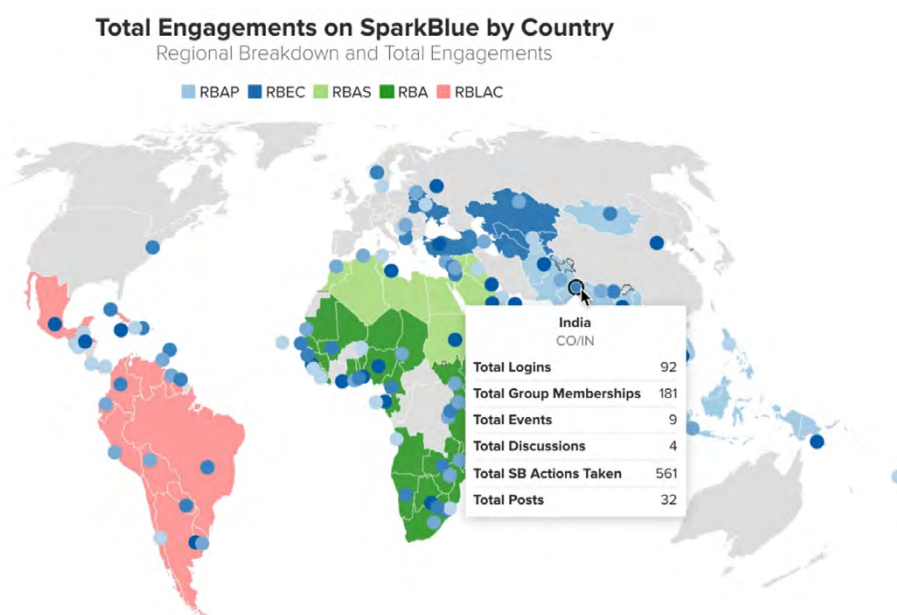 Total Engagements on SparkBlue by Country
Regional Breakdown and Total Engagements
RBAP RBEC RBAS RBA RBLAC
India
CO/IN
Total Logins 92
Total Group Memberships 181
Total Events 9
Total Discussions 4
Total SB Actions Taken 561
Total Posts 32